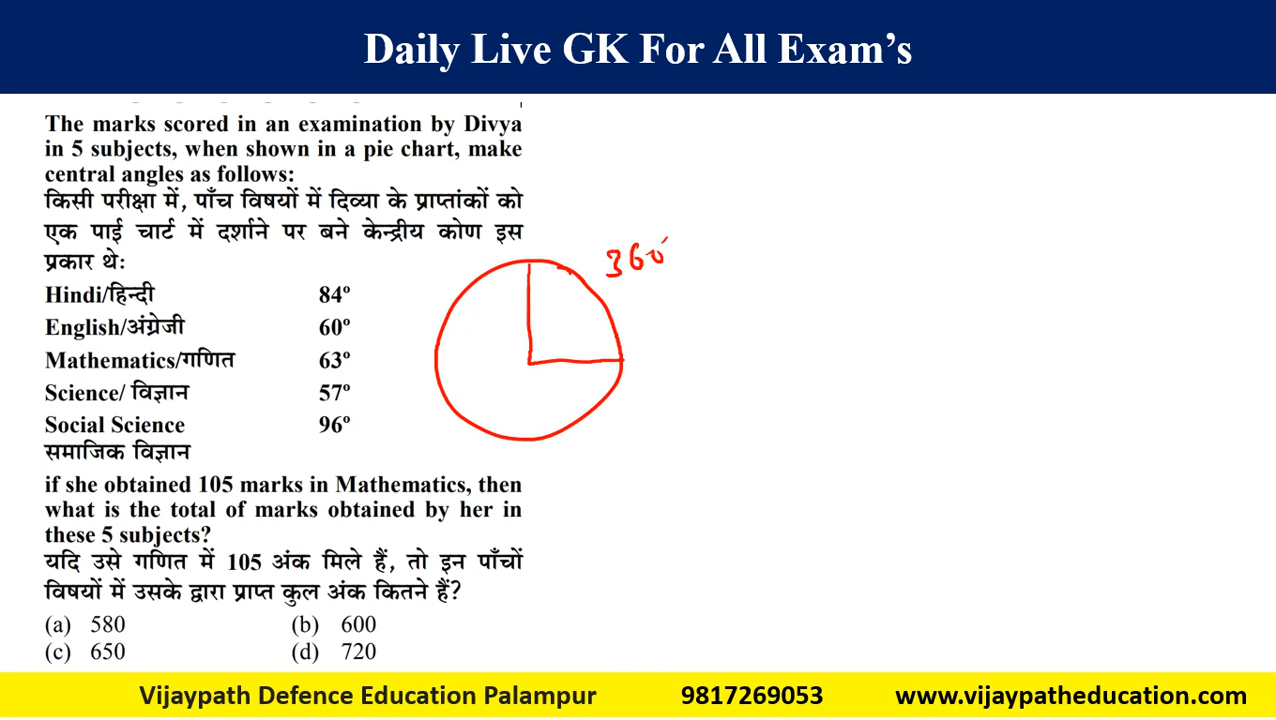 Daily Live GK For All Exam's
The marks scored in an examination by Divya
in 5 subjects, when shown in a pie chart, make
central angles as follows:
किसी परीक्षा में, पाँच विषयों में दिव्या के प्राप्तांकों को
एक पाई चार्ट में दर्शाने पर बने केन्द्रीय कोण इस
प्रकार थेः
360°
Hindi/हिन्दी 84º
English/अंग्रेजी 60º
Mathematics/गणित 63º
Science/ विज्ञान 57º
Social Science 96º
समाजिक विज्ञान
if she obtained 105 marks in Mathematics, then
what is the total of marks obtained by her in
these 5 subjects?
यदि उसे गणित में 105 अंक मिले हैं, तो इन पाँचों
विषयों में उसके द्वारा प्राप्त कुल अंक कितने हैं?
(a) 580 (b) 600
(c) 650 (d) 720
Vijaypath Defence Education Palampur 9817269053 www.vijaypatheducation.com